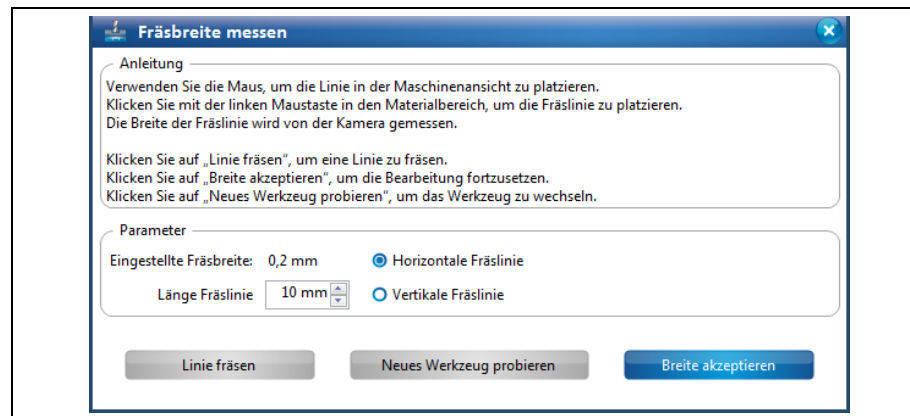 Fräsbreite messen
Anleitung
Verwenden Sie die Maus, um die Linie in der Maschinenansicht zu platzieren.
Klicken Sie mit der linken Maustaste in den Materialbereich, um die Fräslinie zu platzieren.
Die Breite der Fräslinie wird von der Kamera gemessen.
Klicken Sie auf „Linie fräsen“, um eine Linie zu fräsen.
Klicken Sie auf „Breite akzeptieren“, um die Bearbeitung fortzusetzen.
Klicken Sie auf „Neues Werkzeug probieren“, um das Werkzeug zu wechseln.
Parameter
Eingestellte Fräsbreite: 0,2 mm Horizontale Fräslinie
Länge Fräslinie 10 mm Vertikale Fräslinie
Linie fräsen Neues Werkzeug probieren Breite akzeptieren